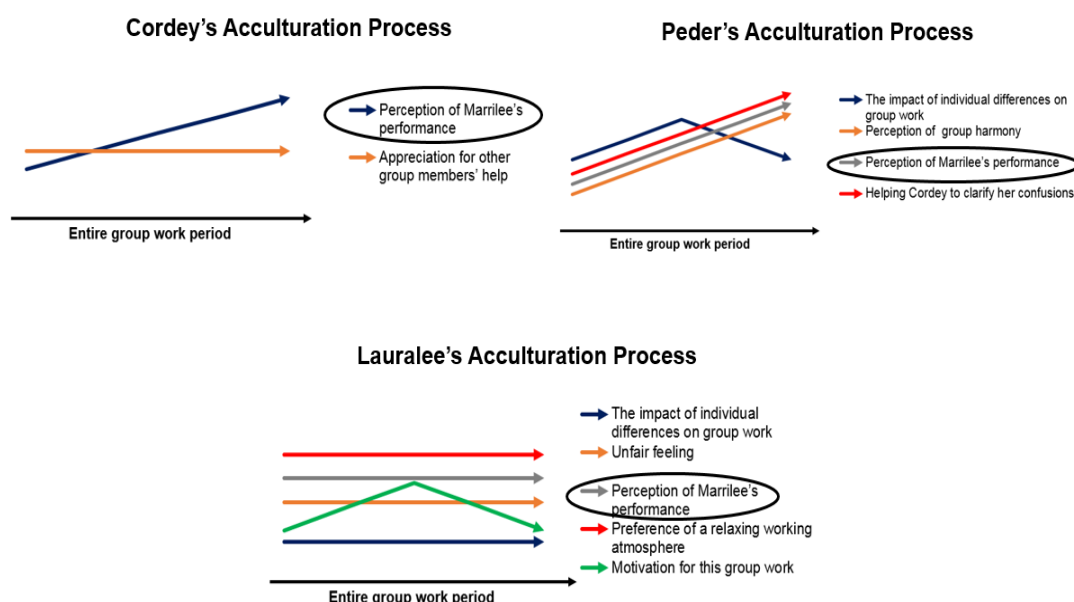 Cordey's Acculturation Process
Perception of Marrilee's
performance
Appreciation for other
group members' help
Entire group work period
Peder's Acculturation Process
The impact of individual differences on
group work
Perception of group harmony
Perception of Marrilee's performance
Helping Cordey to clarify her confusions
Entire group work period
Lauralee's Acculturation Process
The impact of individual
differences on group work
Unfair feeling
Perception of Marrilee's
performance
Preference of a relaxing working
atmosphere
Motivation for this group work
Entire group work period